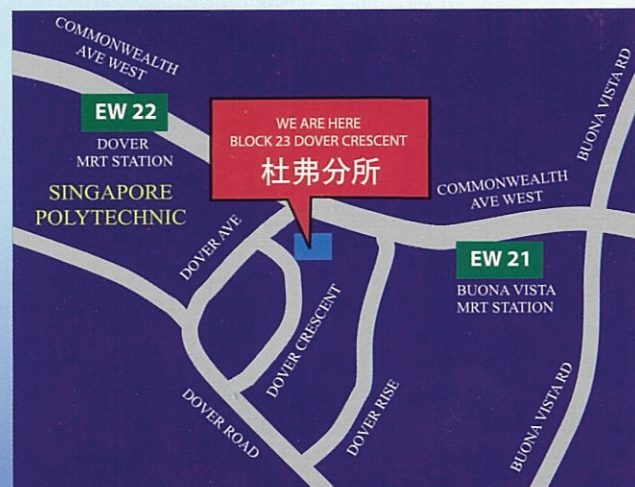 COMMONWEALTH
AVE WEST
BUONA VISTA RD
EW 22
DOVER
MRT STATION
WE ARE HERE
BLOCK 23 DOVER CRESCENT
杜弗分所
SINGAPORE
POLYTECHNIC
COMMONWEALTH
AVE WEST
DOVER AVE
EW 21
BUONA VISTA
MRT STATION
DOVER CRESCENT
DOVER ROAD
DOVER RISE
BUONA VISTA RD